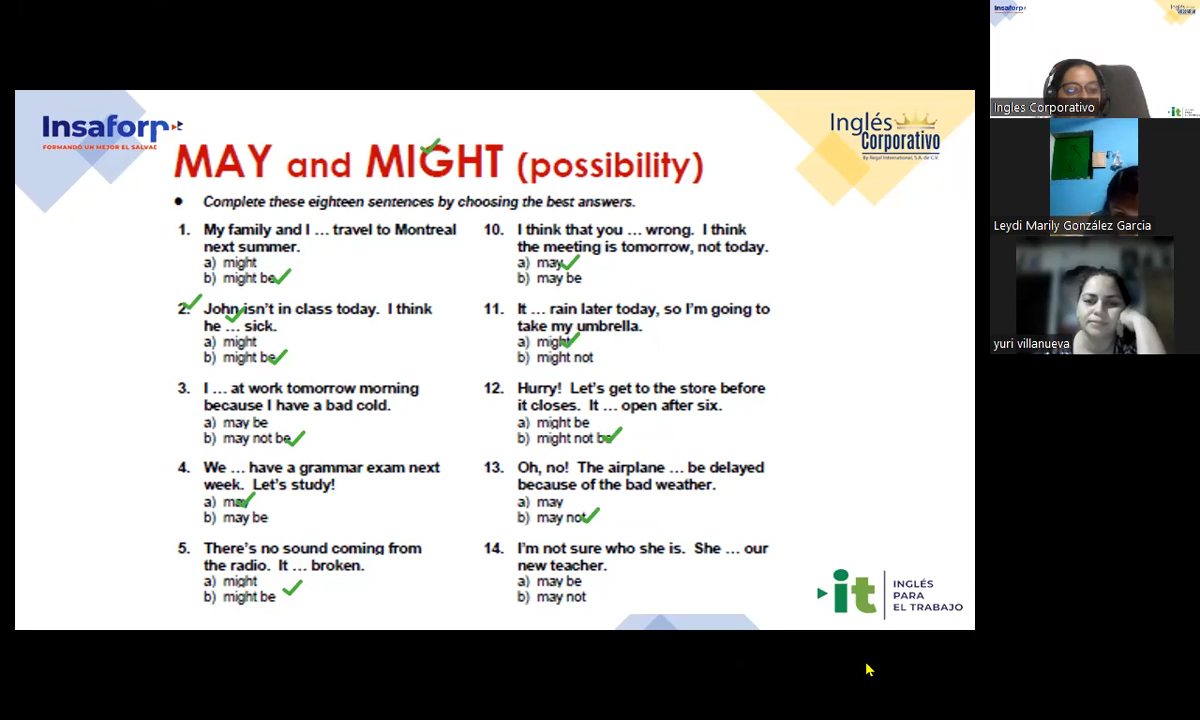 Insaforp
FORMANDO UN MEJOR EL SALVAC
Inglés
Corporativo
By Regal International, S.A. de C.V.
MAY and MIGHT (possibility)
• Complete these eighteen sentences by choosing the best answers.
1. My family and I ... travel to Montreal
next summer.
a) might
b) might be
2. John isn't in class today. I think
he ... sick.
a) might
b) might be
3. I ... at work tomorrow morning
because I have a bad cold.
a) may be
b) may not be
4. We ... have a grammar exam next
week. Let's study!
a) may
b) may be
5. There's no sound coming from
the radio. It ... broken.
a) might
b) might be
10. I think that you ... wrong. I think
the meeting is tomorrow, not today.
a) may
b) may be
11. It ... rain later today, so I'm going to
take my umbrella.
a) might
b) might not
12. Hurry! Let's get to the store before
it closes. It ... open after six.
a) might be
b) might not be
13. Oh, no! The airplane ... be delayed
because of the bad weather.
a) may
b) may not
14. I'm not sure who she is. She ... our
new teacher.
a) may be
b) may not
it
INGLÉS
PARA
EL TRABAJO
Insaforp
Ingles Corporativo
it
Leydi Marily González Garcia
yuri villanueva